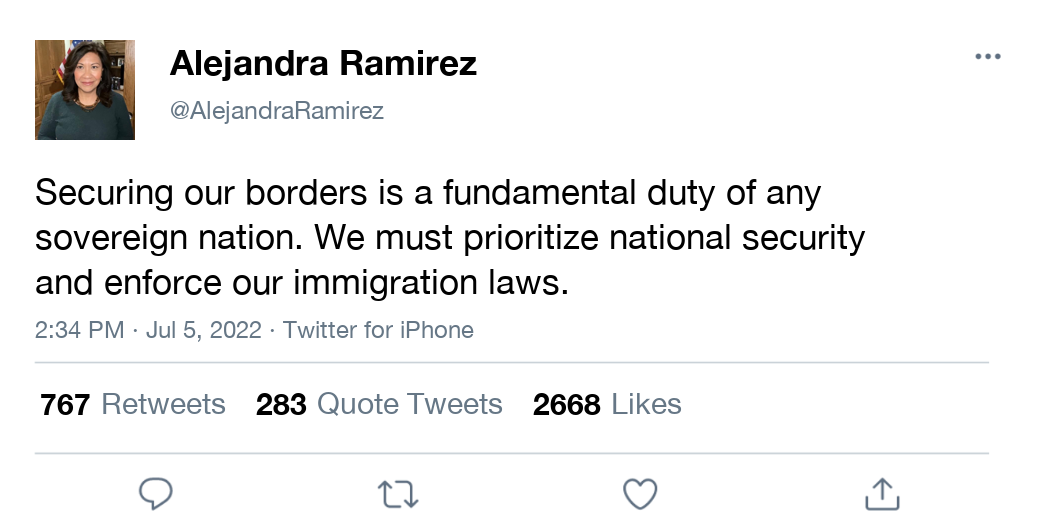 Alejandra Ramirez
@AlejandraRamirez
Securing our borders is a fundamental duty of any
sovereign nation. We must prioritize national security
and enforce our immigration laws.
2:34 PM · Jul 5, 2022 · Twitter for iPhone
767 Retweets 283 Quote Tweets 2668 Likes